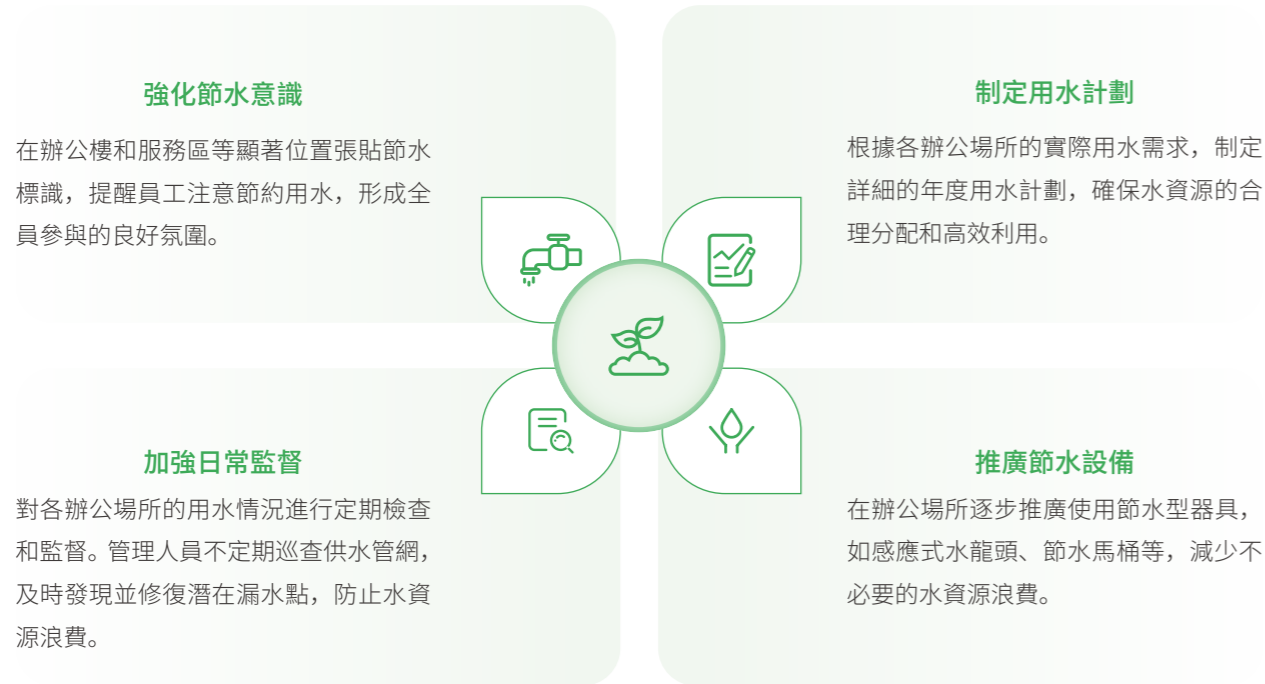 強化節水意識
在辦公樓和服務區等顯著位置張貼節水
標識，提醒員工注意節約用水，形成全
員參與的良好氛圍。
制定用水計劃
根據各辦公場所的實際用水需求，制定
詳細的年度用水計劃，確保水資源的合
理分配和高效利用。
加強日常監督
對各辦公場所的用水情況進行定期檢查
和監督。管理人員不定期巡查供水管網，
及時發現並修復潛在漏水點，防止水資
源浪費。
推廣節水設備
在辦公場所逐步推廣使用節水型器具，
如感應式水龍頭、節水馬桶等，減少不
必要的水資源浪費。